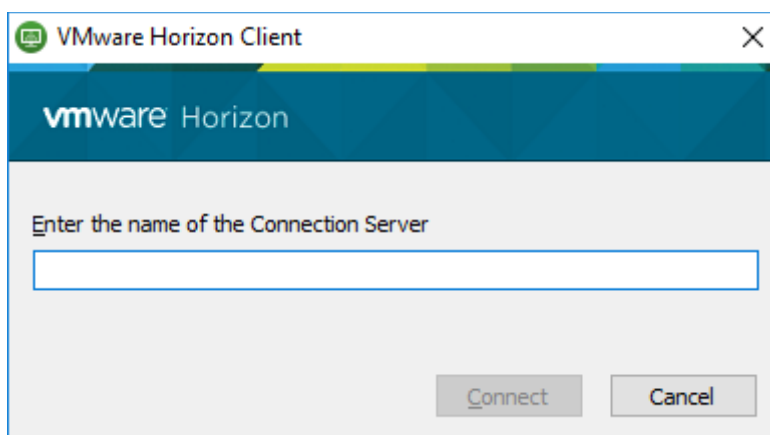 VMware Horizon Client
vmware Horizon
Enter the name of the Connection Server
Connect
Cancel